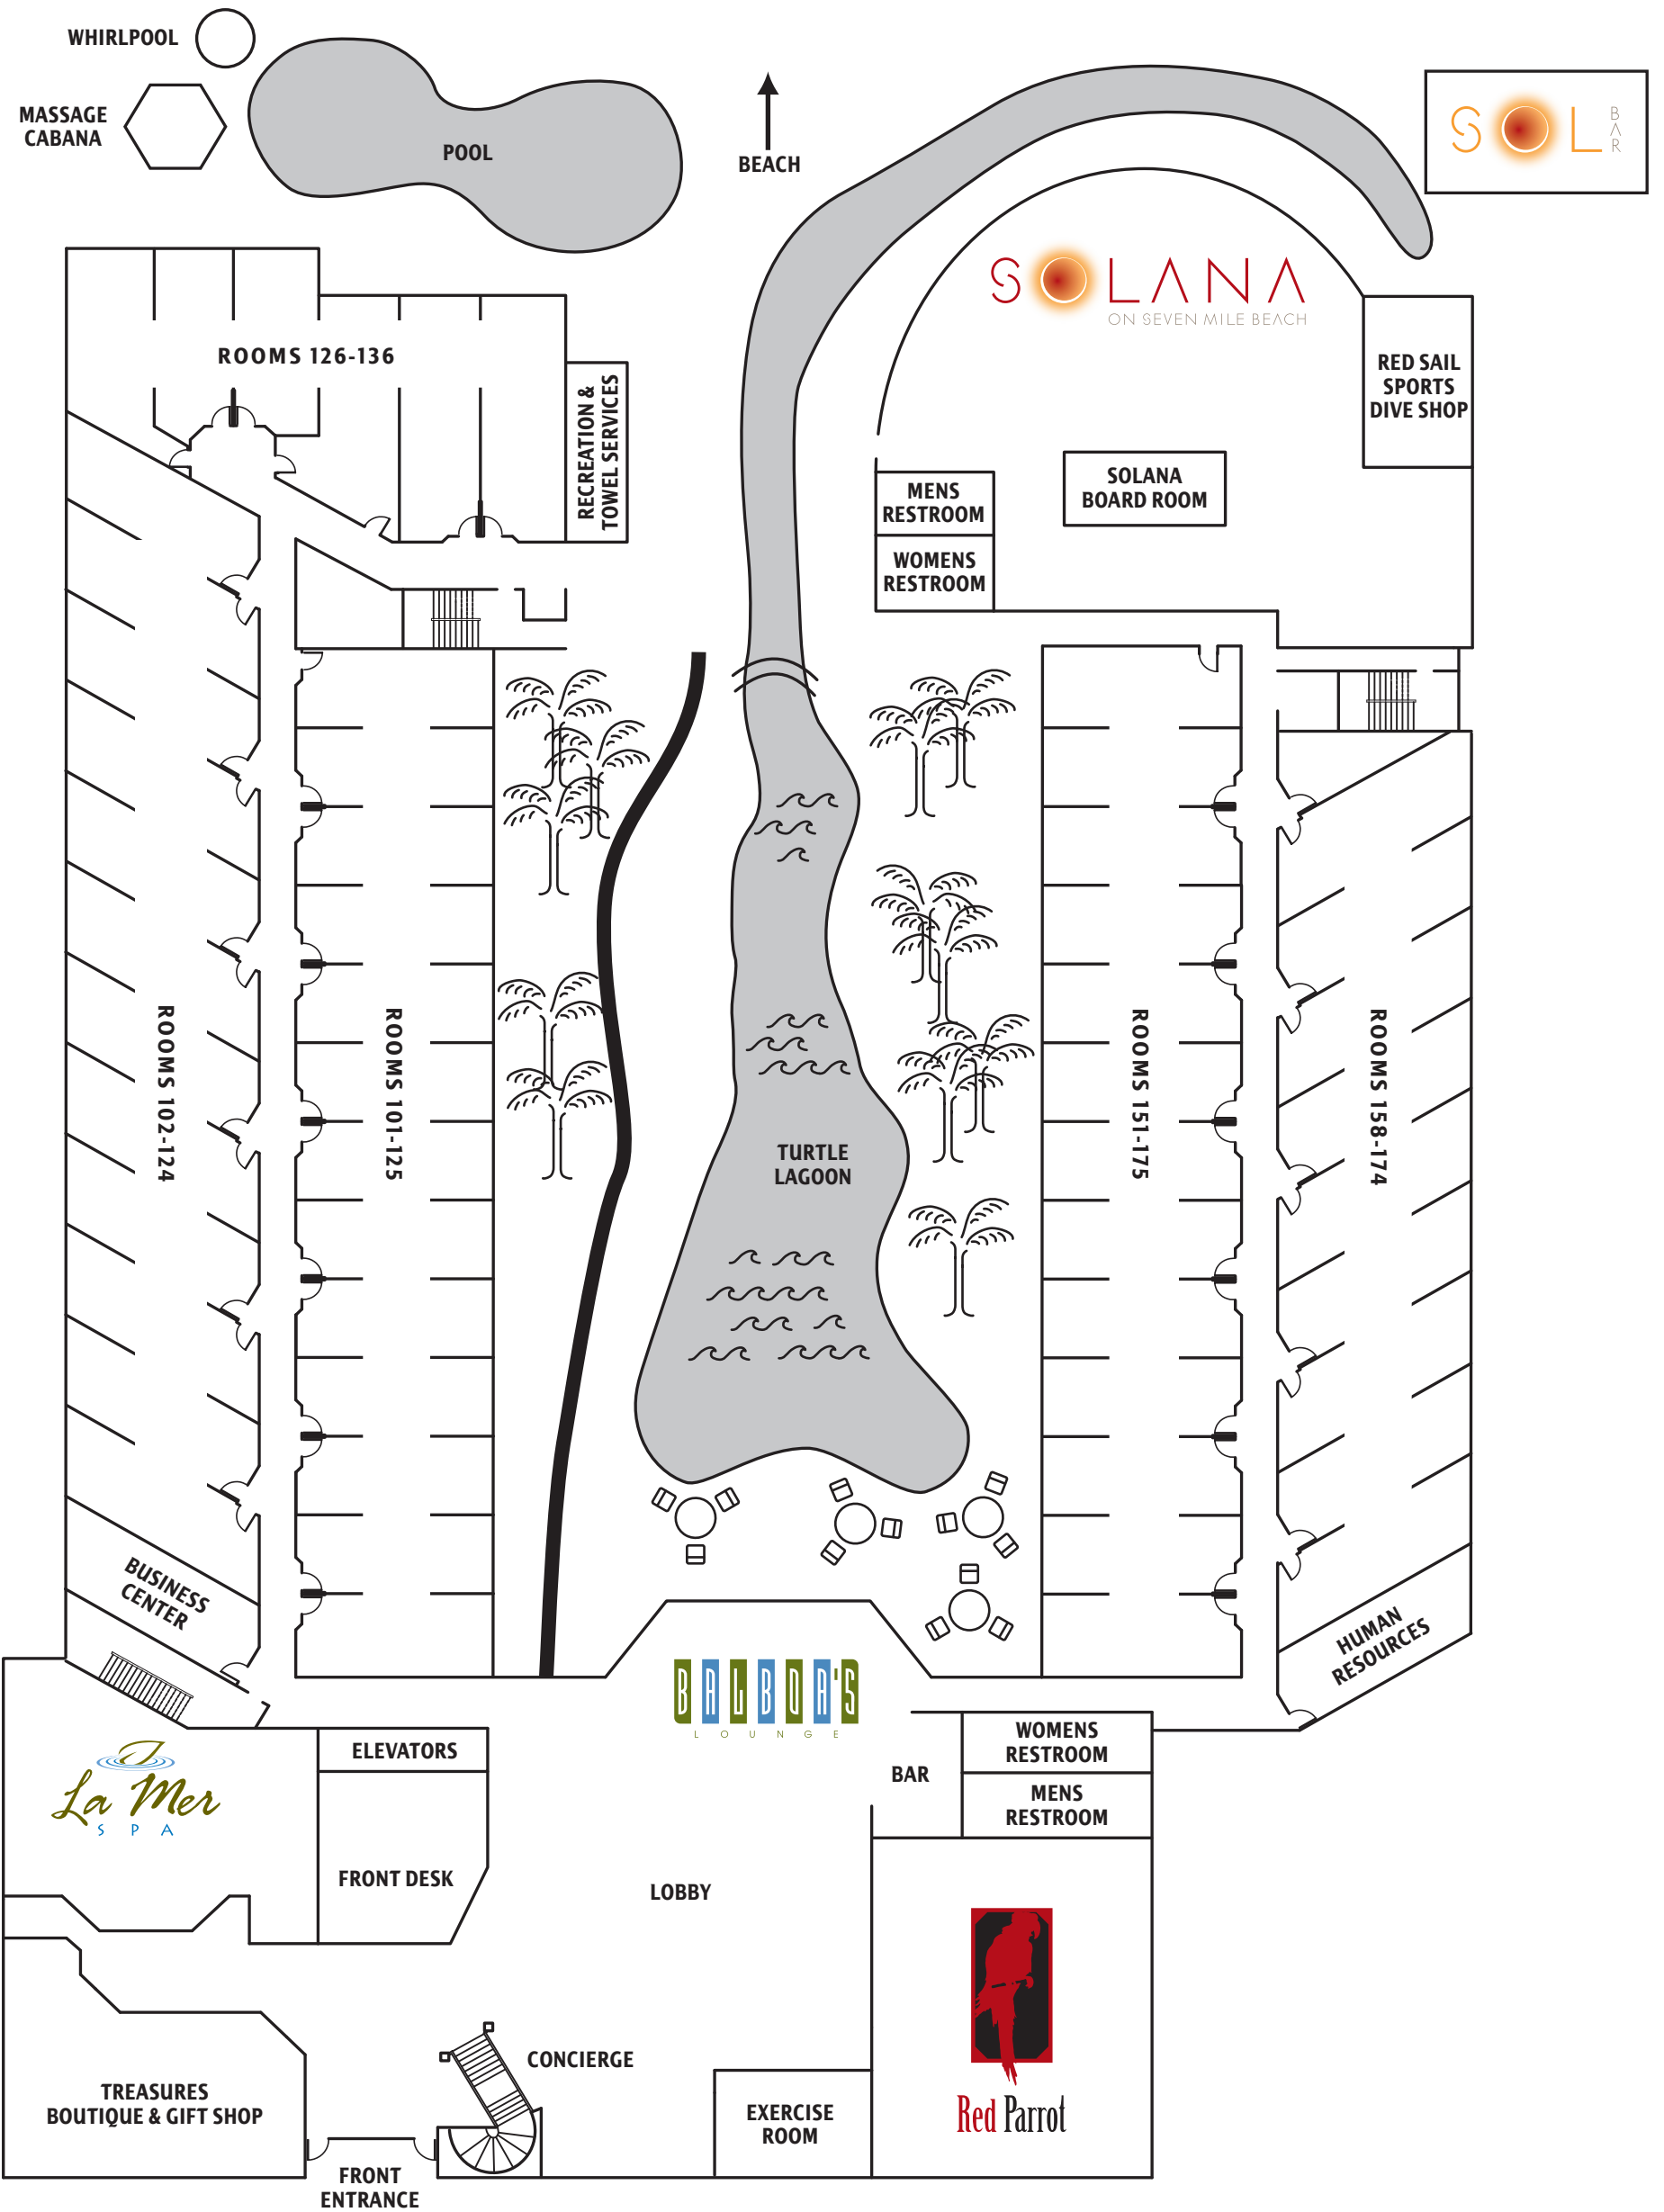 WHIRLPOOL
MASSAGE
CABANA
POOL
BEACH
SOL
BAR
SOLANA
ON SEVEN MILE BEACH
ROOMS 126-136
RECREATION &
TOWEL SERVICES
RED SAIL
SPORTS
DIVE SHOP
MENS
RESTROOM
SOLANA
BOARD ROOM
WOMENS
RESTROOM
ROOMS 102-124
ROOMS 101-125
TURTLE
LAGOON
ROOMS 151-175
ROOMS 158-174
BUSINESS
CENTER
HUMAN
RESOURCES
BALBOA'S
LOUNGE
ELEVATORS
BAR
WOMENS
RESTROOM
MENS
RESTROOM
La Mer
SPA
FRONT DESK
LOBBY
CONCIERGE
TREASURES
BOUTIQUE & GIFT SHOP
EXERCISE
ROOM
Red Parrot
FRONT
ENTRANCE